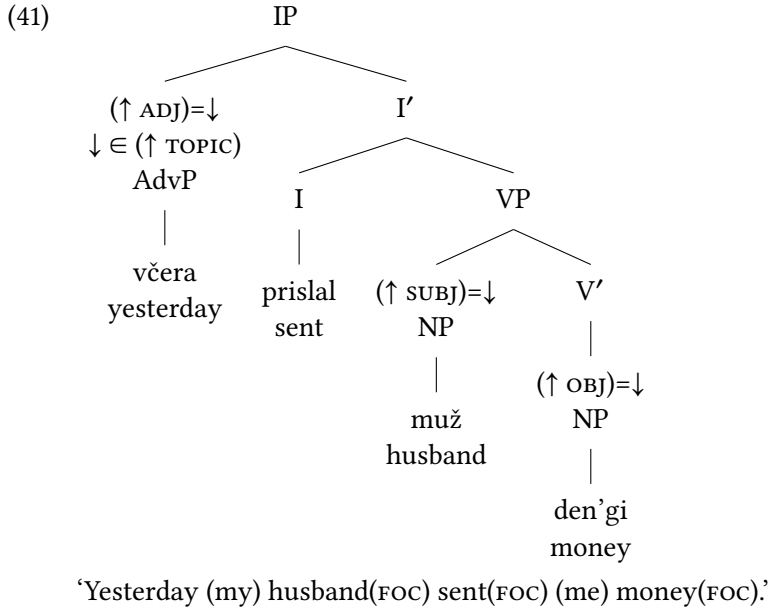 (41) IP
(↑ ADJ)=↓ I′
↓ ∈ (↑ TOPIC)
AdvP I VP
včera prislal (↑ SUBJ)=↓ V′
yesterday sent NP
(↑ OBJ)=↓
muž NP
husband
den'gi
money
‘Yesterday (my) husband(FOC) sent(FOC) (me) money(FOC).’